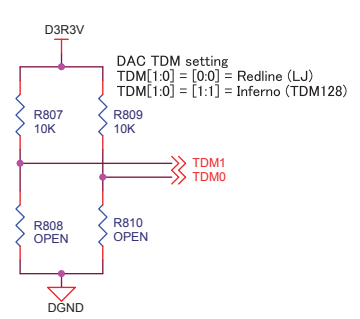 D3R3V
DAC TDM setting
TDM[1:0] = [0:0] = Redline (LJ)
TDM[1:0] = [1:1] = Inferno (TDM128)
R807
10K
R809
10K
TDM1
TDM0
R808
OPEN
R810
OPEN
DGND